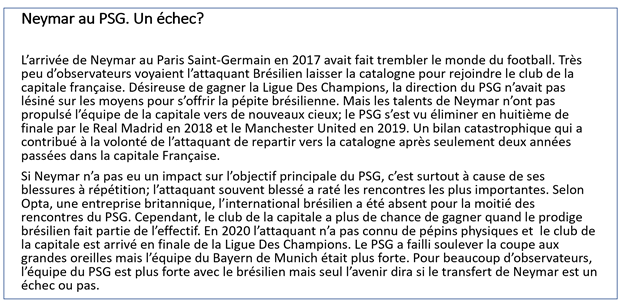 Neymar au PSG. Un échec?
L’arrivée de Neymar au Paris Saint-Germain en 2017 avait fait trembler le monde du football. Très
peu d’observateurs voyaient l’attaquant Brésilien laisser la catalogne pour rejoindre le club de la
capitale française. Désireuse de gagner la Ligue Des Champions, la direction du PSG n’avait pas
lésiné sur les moyens pour s’offrir la pépite brésilienne. Mais les talents de Neymar n’ont pas
propulsé l’équipe de la capitale vers de nouveaux cieux; le PSG s’est vu éliminer en huitième de
finale par le Real Madrid en 2018 et le Manchester United en 2019. Un bilan catastrophique qui a
contribué à la volonté de l’attaquant de repartir vers la catalogne après seulement deux années
passées dans la capitale Française.
Si Neymar n’a pas eu un impact sur l’objectif principale du PSG, c’est surtout à cause de ses
blessures à répétition; l’attaquant souvent blessé a raté les rencontres les plus importantes. Selon
Opta, une entreprise britannique, l’international brésilien a été absent pour la moitié des
rencontres du PSG. Cependant, le club de la capitale a plus de chance de gagner quand le prodige
brésilien fait partie de l’effectif. En 2020 l’attaquant n’a pas connu de pépins physiques et le club de
la capitale est arrivé en finale de la Ligue Des Champions. Le PSG a failli soulever la coupe aux
grandes oreilles mais l’équipe du Bayern de Munich était plus forte. Pour beaucoup d’observateurs,
l’équipe du PSG est plus forte avec le brésilien mais seul l’avenir dira si le transfert de Neymar est un
échec ou pas.